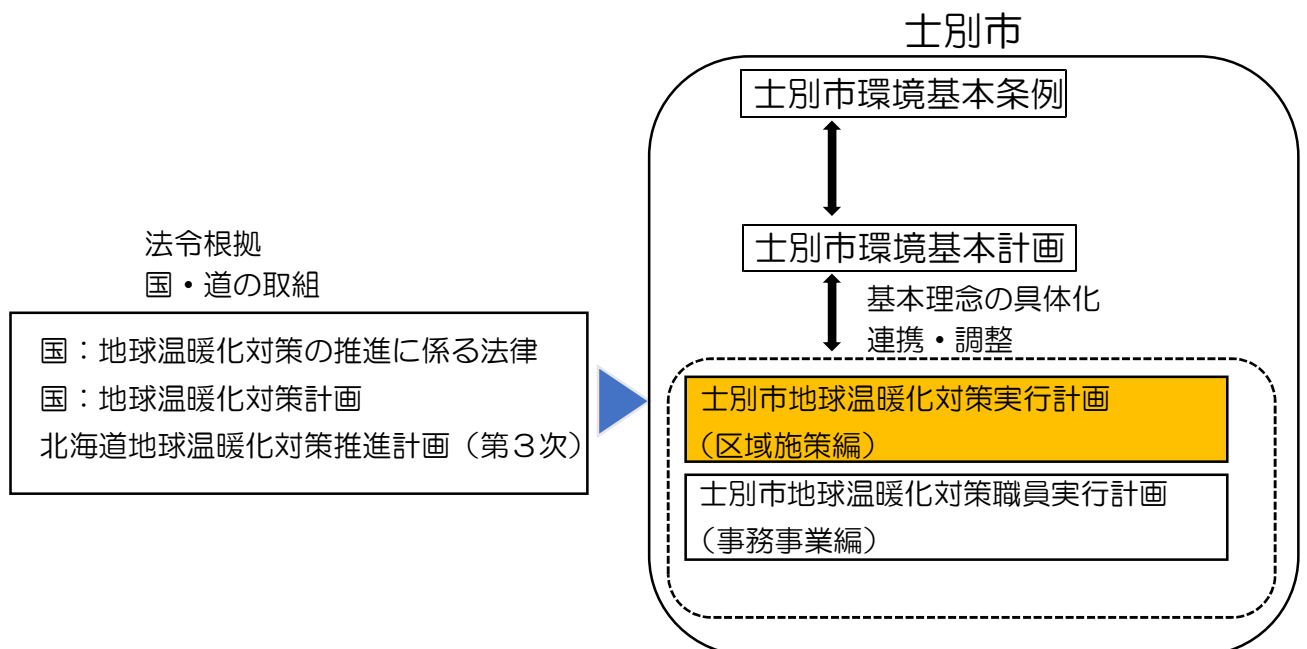 士別市
士別市環境基本条例
士別市環境基本計画
基本理念の具体化
連携・調整
法令根拠
国・道の取組
国：地球温暖化対策の推進に係る法律
国：地球温暖化対策計画
北海道地球温暖化対策推進計画（第３次）
士別市地球温暖化対策実行計画
（区域施策編）
士別市地球温暖化対策職員実行計画
（事務事業編）